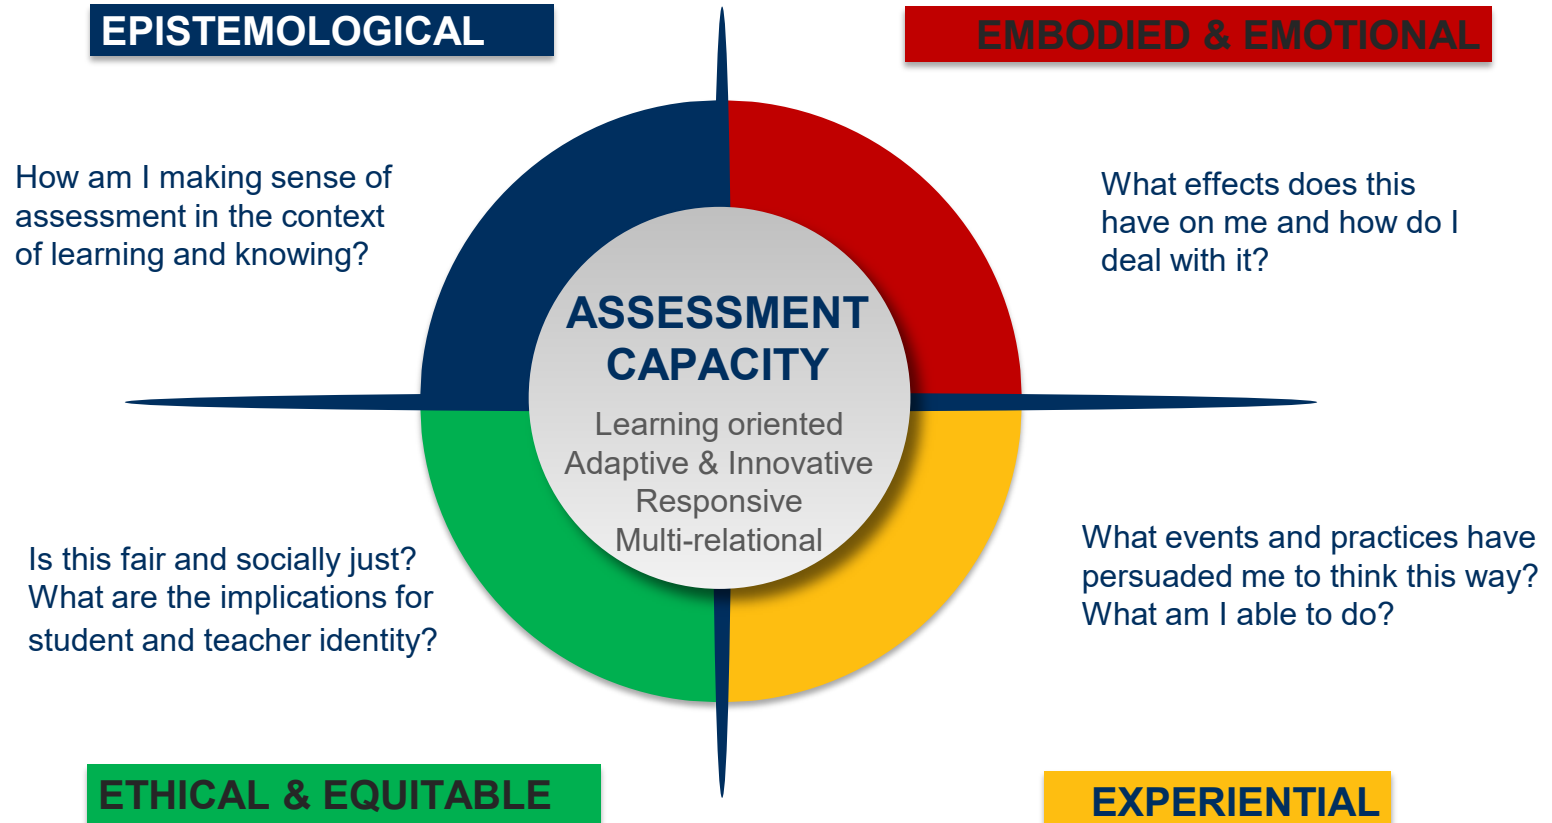 EPISTEMOLOGICAL
EMBODIED & EMOTIONAL
How am I making sense of
assessment in the context
of learning and knowing?
What effects does this
have on me and how do I
deal with it?
ASSESSMENT
CAPACITY
Learning oriented
Adaptive & Innovative
Responsive
Multi-relational
Is this fair and socially just?
What are the implications for
student and teacher identity?
What events and practices have
persuaded me to think this way?
What am I able to do?
ETHICAL & EQUITABLE
EXPERIENTIAL